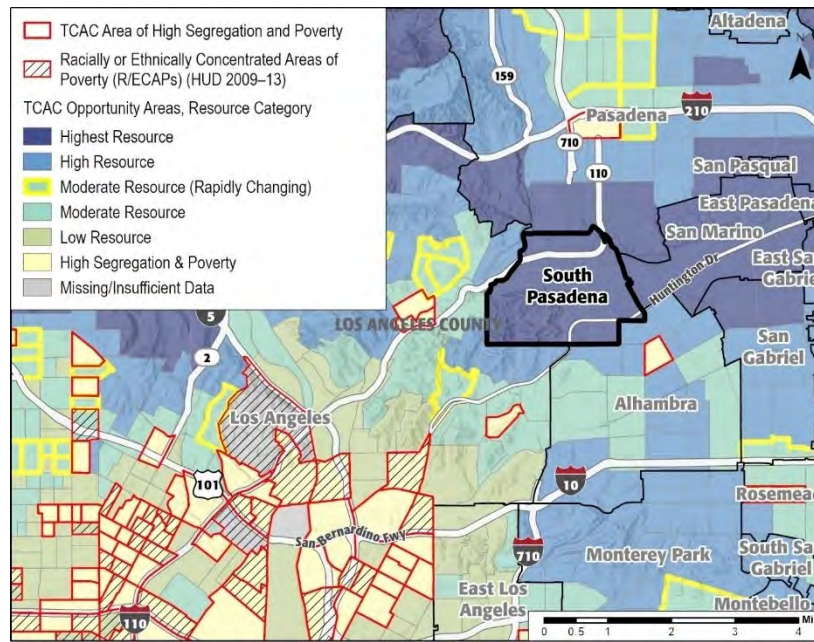 TCAC Area of High Segregation and Poverty
Racially or Ethnically Concentrated Areas of
Poverty (R/ECAPs) (HUD 2009–13)
TCAC Opportunity Areas, Resource Category
Highest Resource
High Resource
Moderate Resource (Rapidly Changing)
Moderate Resource
Low Resource
High Segregation & Poverty
Missing/Insufficient Data
Altadena
N
159
Pasadena
210
710
110
San Pasqual
East Pasadena
San Marino
South
Pasadena
Huntington Dr
East Sa
Gabriel
5
LOS ANGELES COUNTY
2
San
Gabriel
Los Angeles
Alhambra
101
10
Rosemead
San Bernardino Fwy
710
Monterey Park
South Sa
Gabriel
East Los
Angeles
Montebello
110
Mi
0 0.5 1 2 3 4